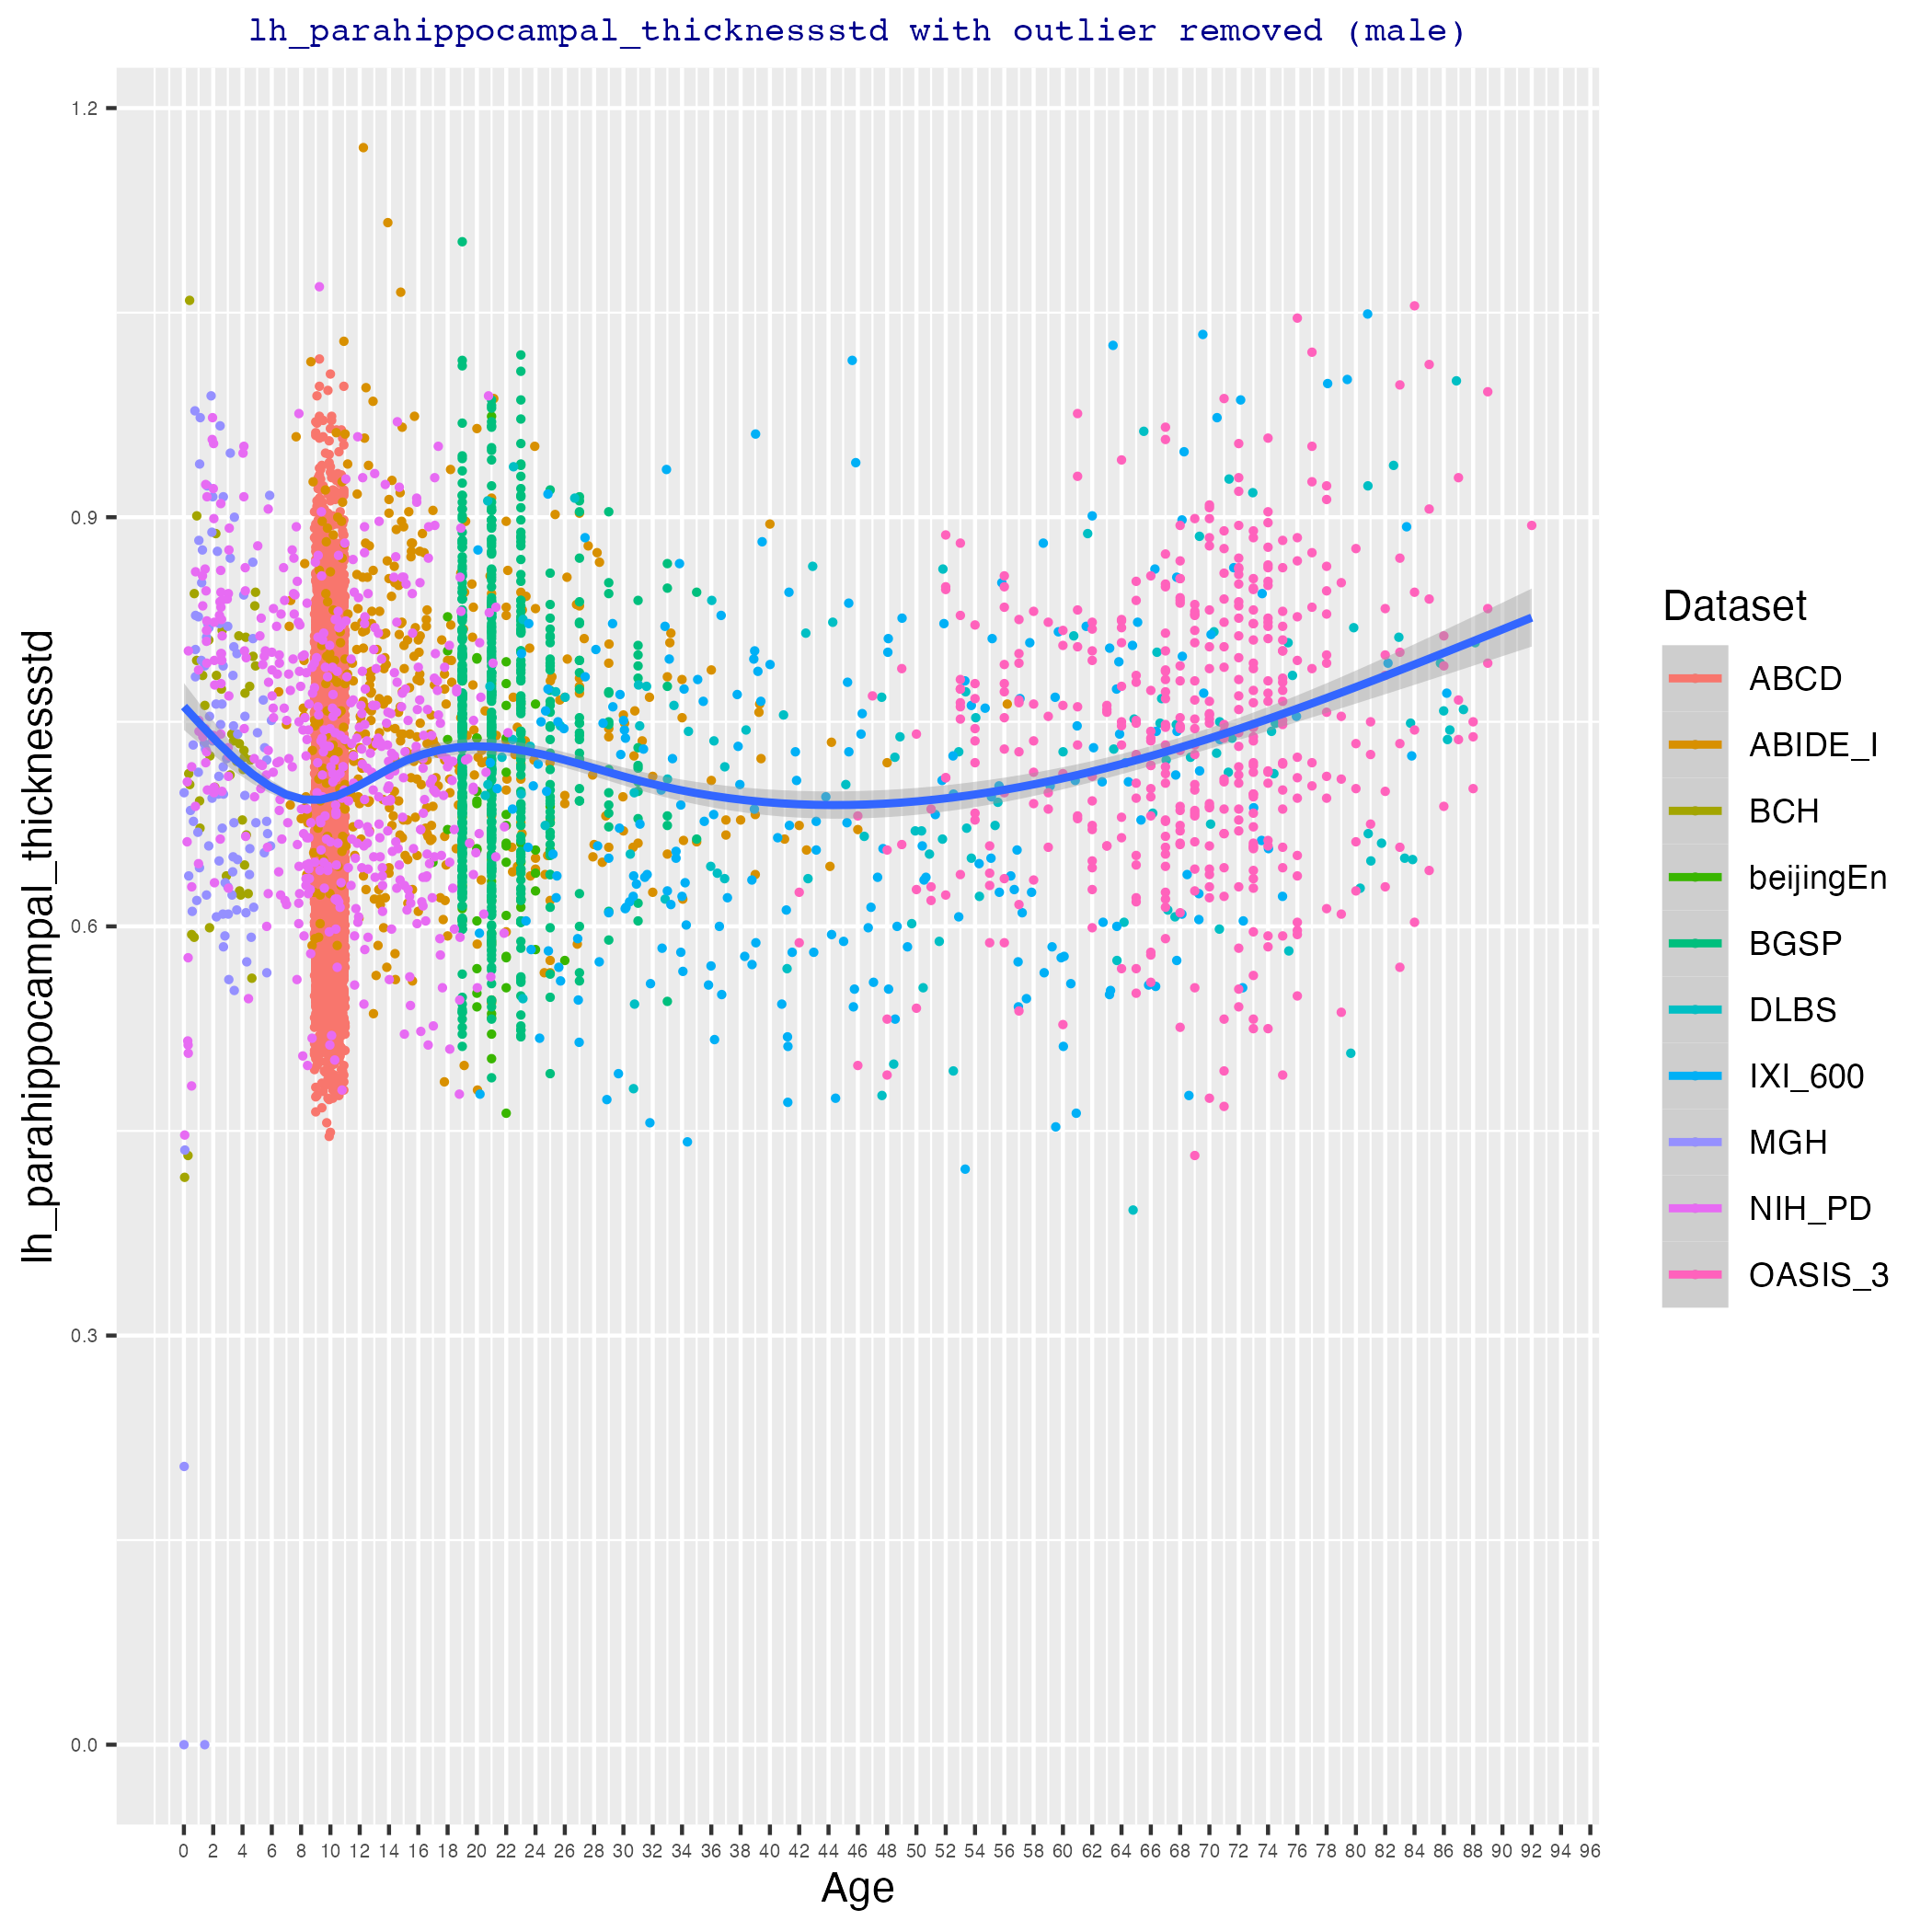 lh_parahippocampal_thicknessstd with outlier removed (male)
lh_parahippocampal_thicknessstd
1.2
0.9
0.6
0.3
0.0
0 2 4 6 8 10 12 14 16 18 20 22 24 26 28 30 32 34 36 38 40 42 44 46 48 50 52 54 56 58 60 62 64 66 68 70 72 74 76 78 80 82 84 86 88 90 92 94 96
Age
Dataset
ABCD
ABIDE_I
BCH
beijingEn
BGSP
DLBS
IXI_600
MGH
NIH_PD
OASIS_3